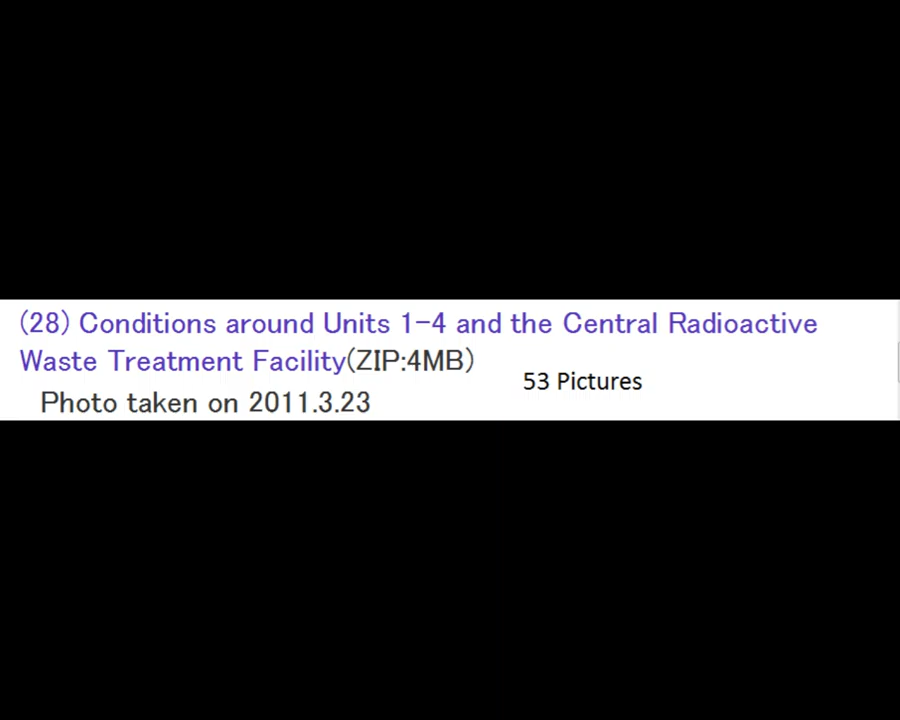 (28) Conditions around Units 1-4 and the Central Radioactive
Waste Treatment Facility(ZIP:4MB)
53 Pictures
Photo taken on 2011.3.23